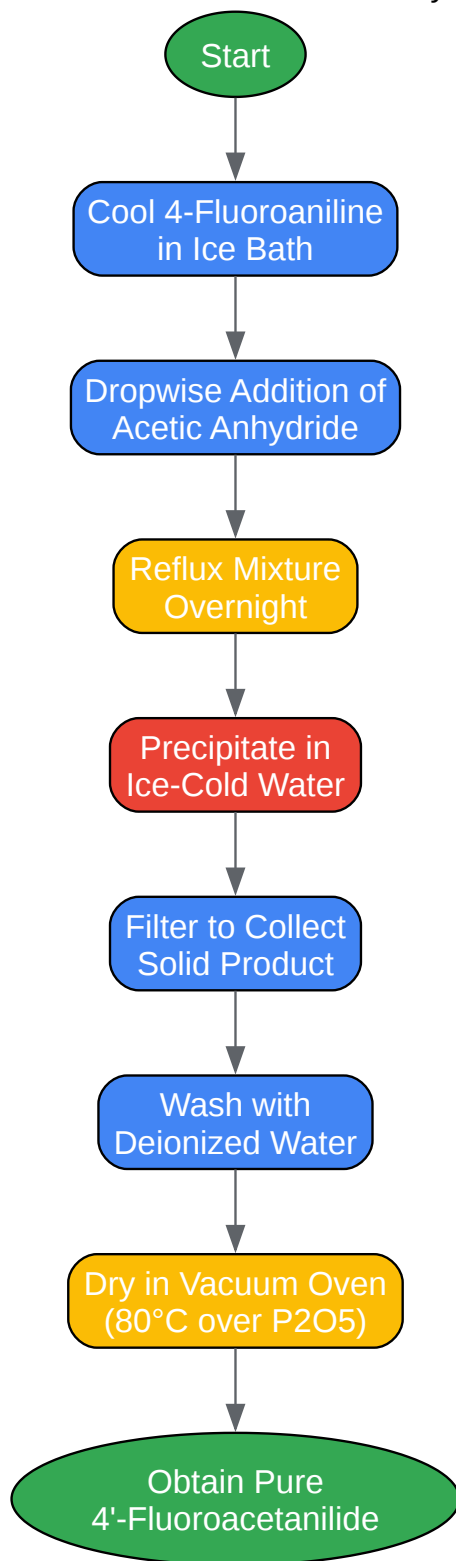 Start
Cool 4-Fluoroaniline
in Ice Bath
Dropwise Addition of
Acetic Anhydride
Reflux Mixture
Overnight
Precipitate in
Ice-Cold Water
Filter to Collect
Solid Product
Wash with
Deionized Water
Dry in Vacuum Oven
(80°C over P2O5)
Obtain Pure
4'-Fluoroacetanilide